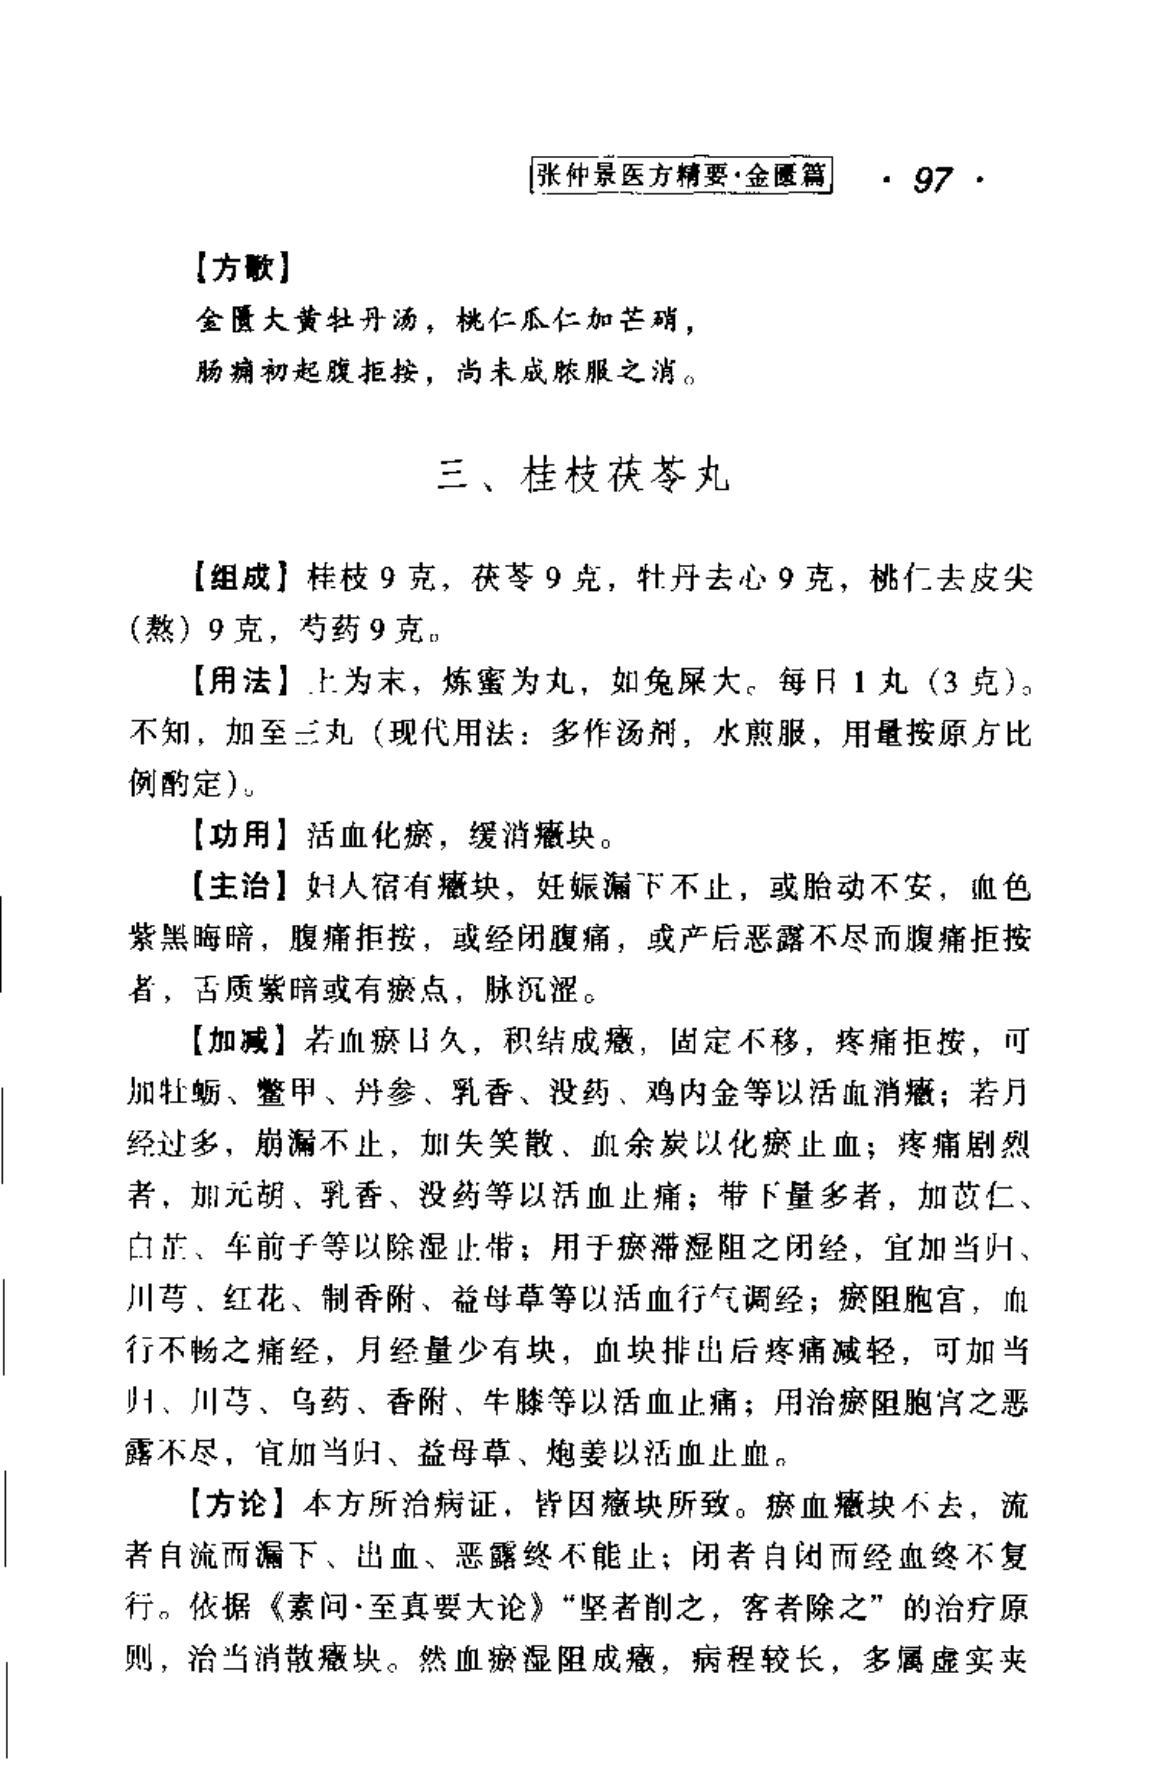 张仲景医方精要·金匮篇 · 97 ·
【方歌】
金匮大黄牡丹汤，桃仁瓜仁加芒硝，
肠痈初起腹拒按，尚未成脓服之消。
三、桂枝茯苓丸
【组成】桂枝 9 克，茯苓 9 克，牡丹去心 9 克，桃仁去皮尖
（熬）9 克，芍药 9 克。
【用法】上为末，炼蜜为丸，如兔屎大。每日 1 丸（3 克）。
不知，加至三丸（现代用法：多作汤剂，水煎服，用量按原方比
例酌定）。
【功用】活血化瘀，缓消癥块。
【主治】妇人宿有癥块，妊娠漏下不止，或胎动不安，血色
紫黑晦暗，腹痛拒按，或经闭腹痛，或产后恶露不尽而腹痛拒按
者，舌质紫暗或有瘀点，脉沉涩。
【加减】若血瘀日久，积结成癥，固定不移，疼痛拒按，可
加牡蛎、鳖甲、丹参、乳香、没药、鸡内金等以活血消癥；若月
经过多，崩漏不止，加失笑散、血余炭以化瘀止血；疼痛剧烈
者，加元胡、乳香、没药等以活血止痛；带下量多者，加苡仁、
白芷、车前子等以除湿止带；用于瘀滞湿阻之闭经，宜加当归、
川芎、红花、制香附、益母草等以活血行气调经；瘀阻胞宫，血
行不畅之痛经，月经量少有块，血块排出后疼痛减轻，可加当
归、川芎、乌药、香附、牛膝等以活血止痛；用治瘀阻胞宫之恶
露不尽，宜加当归、益母草、炮姜以活血止血。
【方论】本方所治病证，皆因癥块所致。瘀血癥块不去，流
者自流而漏下、出血、恶露终不能止；闭者自闭而经血终不复
行。依据《素问·至真要大论》“坚者削之，客者除之”的治疗原
则，治当消散癥块。然血瘀湿阻成癥，病程较长，多属虚实夹